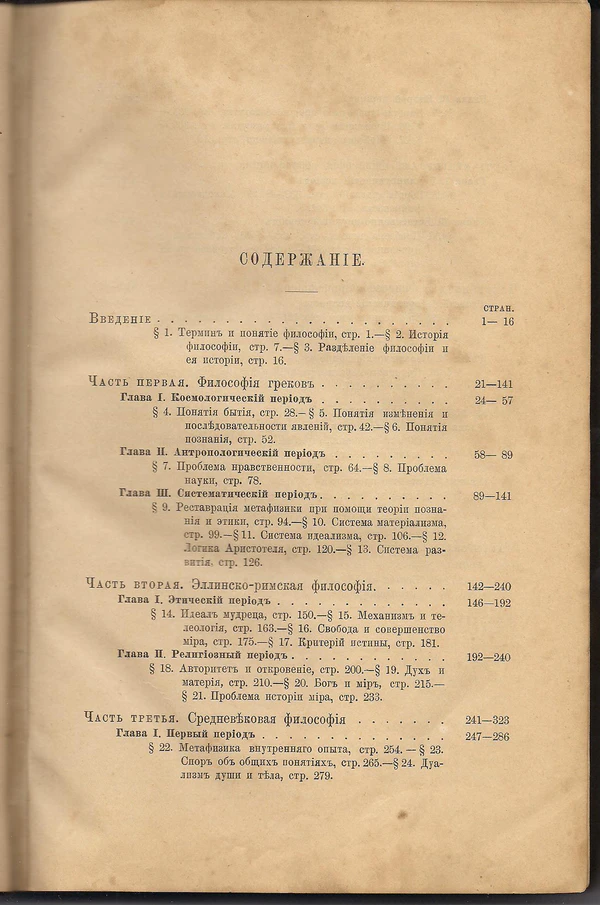 СОДЕРЖАНІЕ.
СТРАН.
Введеніе . . . . . . . . . . . . . . . . . . . . . . 1— 16
§ 1. Терминъ и понятіе философіи, стр. 1.—§ 2. Исторія
философіи, стр. 7.—§ 3. Раздѣленіе философіи и
ея исторіи, стр. 16.
Часть первая. Философія грековъ . . . . . . . . . . 21—141
Глава I. Космологическій періодъ . . . . . . . . . . 24— 57
§ 4. Понятія бытія, стр. 28.—§ 5. Понятія измѣненія и
послѣдовательности явленій, стр. 42.—§ 6. Понятія
познанія, стр. 52.
Глава II. Антропологическій періодъ . . . . . . . . . 58— 89
§ 7. Проблема нравственности, стр. 64.—§ 8. Проблема
науки, стр. 78.
Глава III. Систематическій періодъ. . . . . . . . . . 89—141
§ 9. Реставрація метафизики при помощи теоріи позна-
нія и этики, стр. 94.—§ 10. Система матеріализма,
стр. 99.—§ 11. Система идеализма, стр. 106.—§ 12.
Логика Аристотеля, стр. 120.—§ 13. Система раз-
витія, стр. 126.
Часть вторая. Эллинско-римская философія. . . . . . 142—240
Глава I. Этическій періодъ . . . . . . . . . . . . . 146—192
§ 14. Идеалъ мудреца, стр. 150.—§ 15. Механизмъ и те-
леологія, стр. 163.—§ 16. Свобода и совершенство
міра, стр. 175.—§ 17. Критерій истины, стр. 181.
Глава II. Религіозный періодъ . . . . . . . . . . . . 192—240
§ 18. Авторитетъ и откровеніе, стр. 200.—§ 19. Духъ и
матерія, стр. 210.—§ 20. Богъ и міръ, стр. 215.—
§ 21. Проблема исторіи міра, стр. 233.
Часть третья. Средневѣковая философія . . . . . . . 241—323
Глава I. Первый періодъ . . . . . . . . . . . . . . 247—286
§ 22. Метафизика внутренняго опыта, стр. 254. — § 23.
Споръ объ общихъ понятіяхъ, стр. 265.—§ 24. Дуа-
лизмъ души и тѣла, стр. 279.